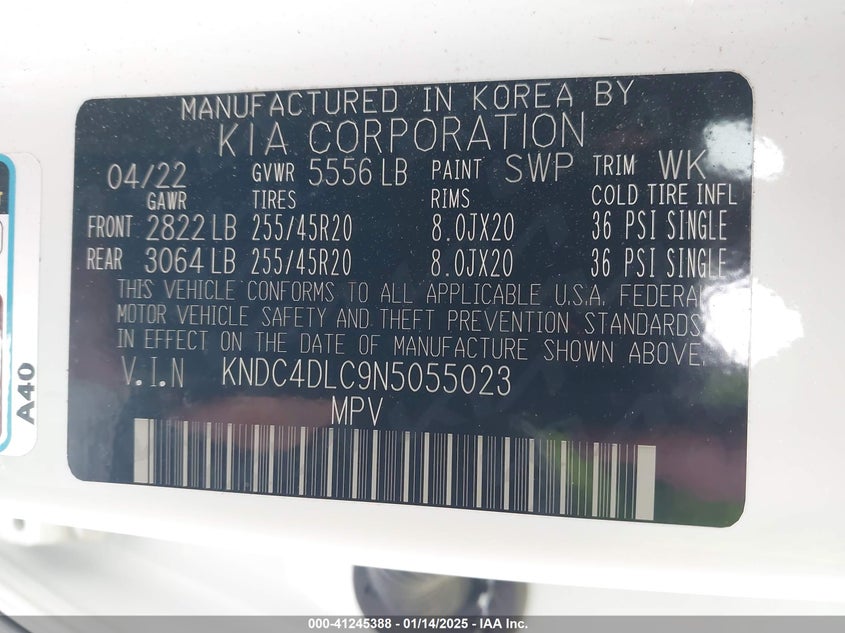 MANUFACTURED IN KOREA BY
KIA CORPORATION
04/22 GVWR 5556 LB PAINT SWP TRIM WK
GAWR TIRES RIMS COLD TIRE INFL
FRONT 2822 LB 255/45R20 8.0JX20 36 PSI SINGLE
REAR 3064 LB 255/45R20 8.0JX20 36 PSI SINGLE
THIS VEHICLE CONFORMS TO ALL APPLICABLE U.S.A. FEDERAL
MOTOR VEHICLE SAFETY AND THEFT PREVENTION STANDARDS
IN EFFECT ON THE DATE OF MANUFACTURE SHOWN ABOVE.
V.I.N KNDC4DLC9N5055023
MPV
A40
000-41245388 - 01/14/2025 - IAA Inc.